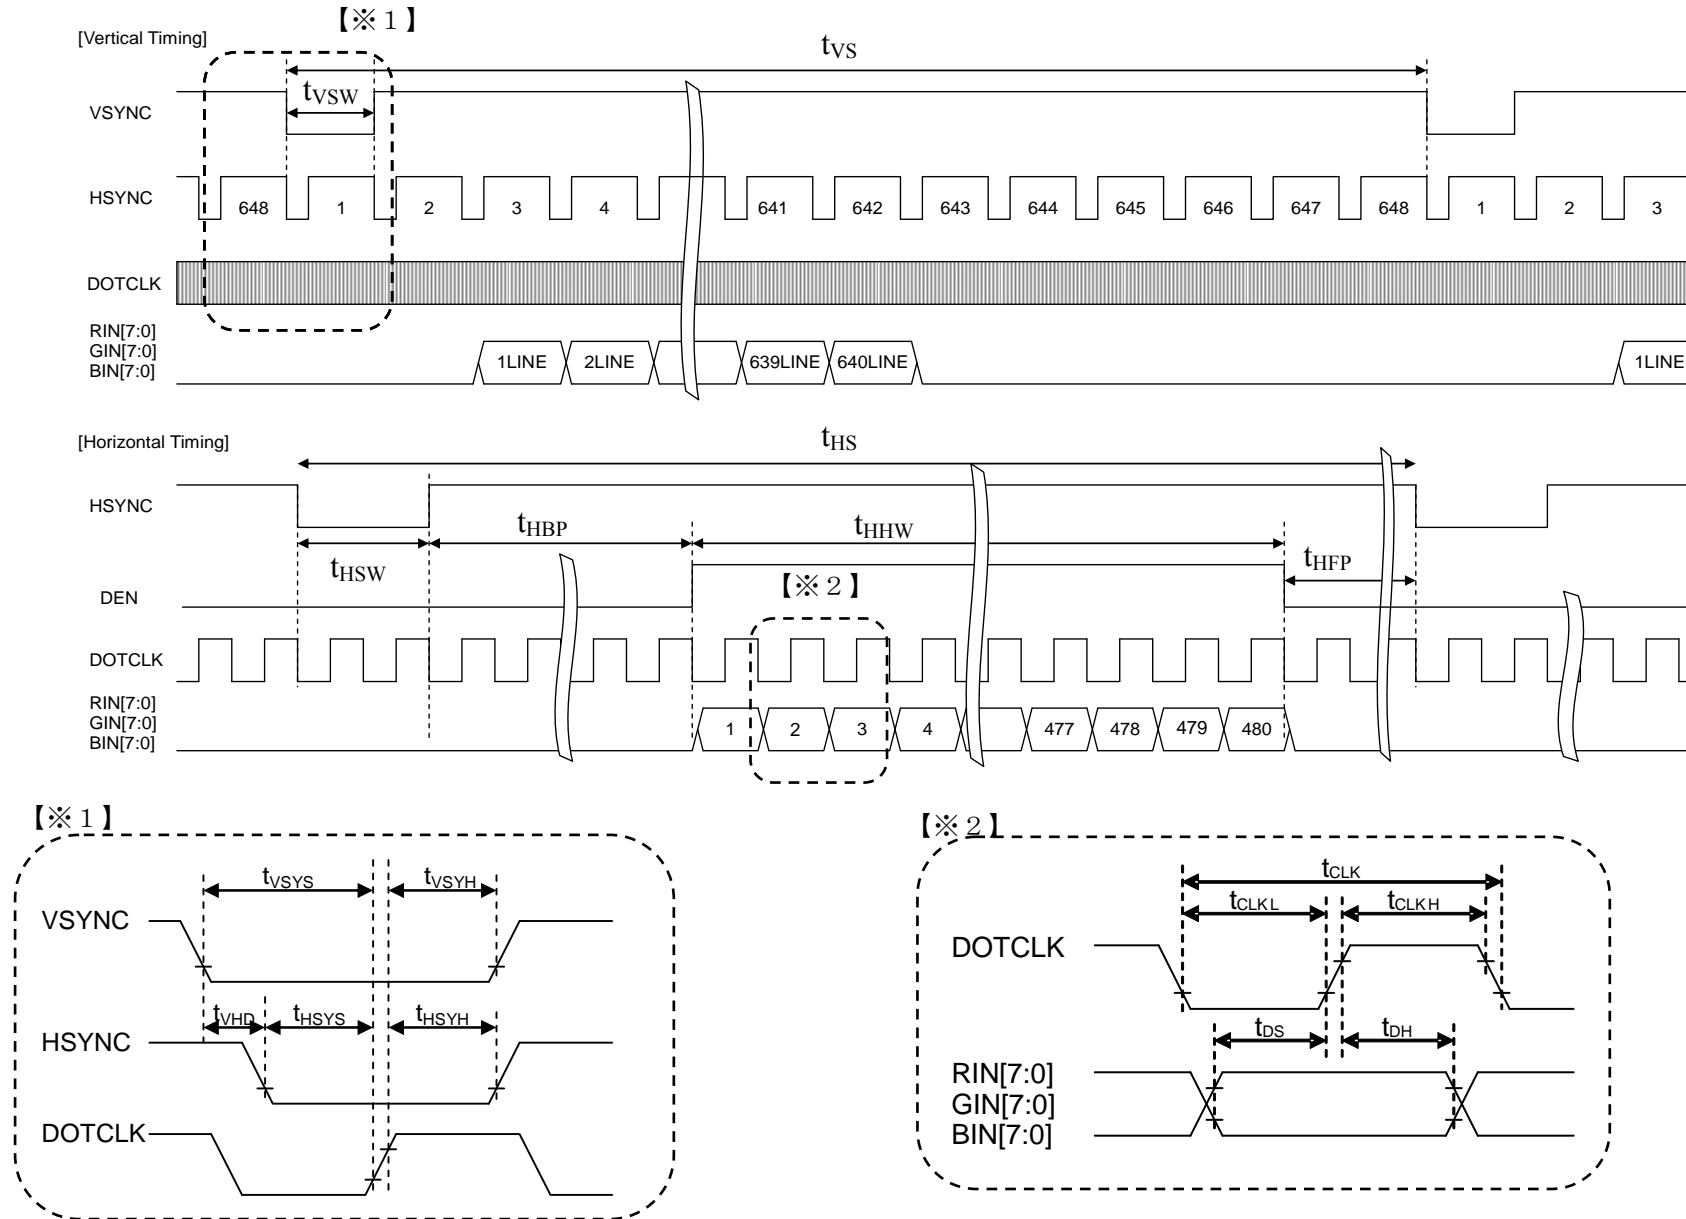 【※１】
[Vertical Timing]
tVS
tVSW
VSYNC
HSYNC
648 1 2 3 4 641 642 643 644 645 646 647 648 1 2 3
DOTCLK
RIN[7:0]
GIN[7:0]
BIN[7:0]
1LINE 2LINE 639LINE 640LINE 1LINE
[Horizontal Timing]
tHS
HSYNC
tHBP tHHW
tHSW tHFP
DEN
【※２】
DOTCLK
RIN[7:0]
GIN[7:0]
BIN[7:0]
1 2 3 4 477 478 479 480
【※１】
tVSYS tVSYH
VSYNC
tVHD tHSYS tHSYH
HSYNC
DOTCLK
【※２】
tCLK
tCLKL tCLKH
DOTCLK
tDS tDH
RIN[7:0]
GIN[7:0]
BIN[7:0]